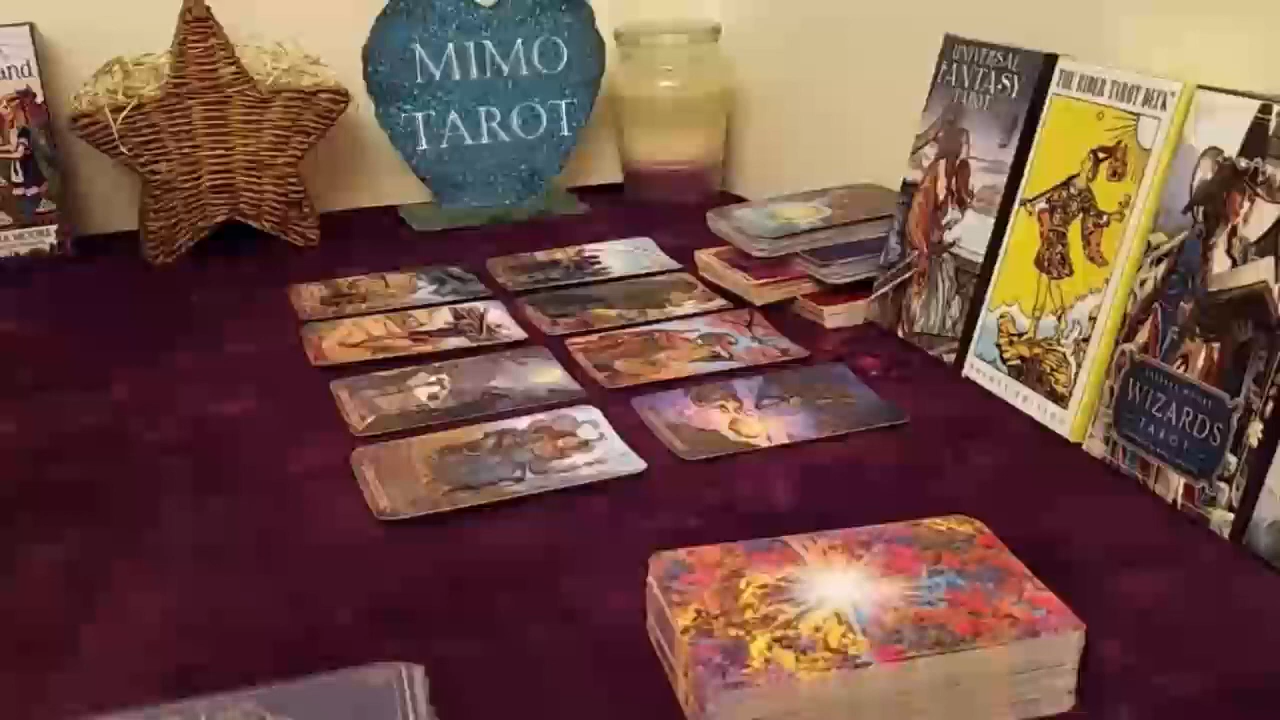 MIMO
TAROT
UNIVERSAL
FANTASY
TAROT
THE RIDER TAROT DECK
WIZARDS
TAROT